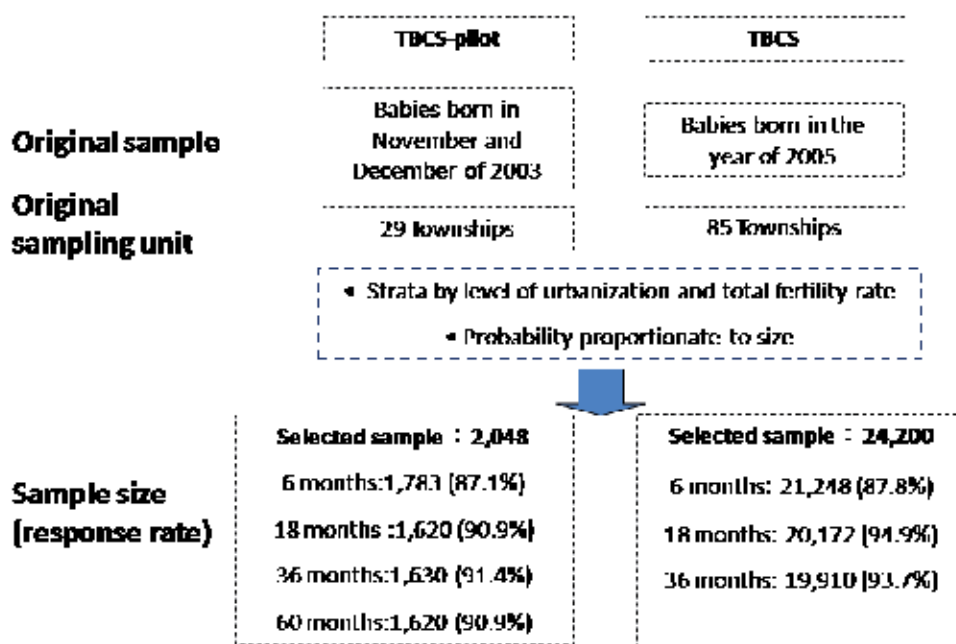 TBCS-pilot
TBCS
Original sample
Babies born in
November and
December of 2003
Babies born in the
year of 2005
Original
sampling unit
29 Townships
85 Townships
◂ Strata by level of urbanization and total fertility rate
◂ Probability proportionate to size
Sample size
(response rate)
Selected sample：2,048
6 months:1,783 (87.1%)
18 months :1,620 (90.9%)
36 months:1,630 (91.4%)
60 months:1,620 (90.9%)
Selected sample：24,200
6 months: 21,248 (87.8%)
18 months: 20,172 (94.9%)
36 months: 19,910 (93.7%)